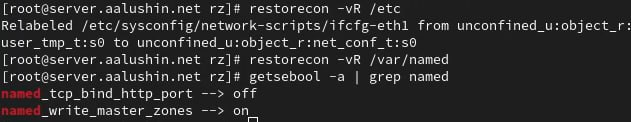 [root@server.aalushin.net rz]# restorecon -vR /etc
Relabeled /etc/sysconfig/network-scripts/ifcfg-eth1 from unconfined_u:object_r:
user_tmp_t:s0 to unconfined_u:object_r:net_conf_t:s0
[root@server.aalushin.net rz]# restorecon -vR /var/named
[root@server.aalushin.net rz]# getsebool -a | grep named
named_tcp_bind_http_port --> off
named_write_master_zones --> on